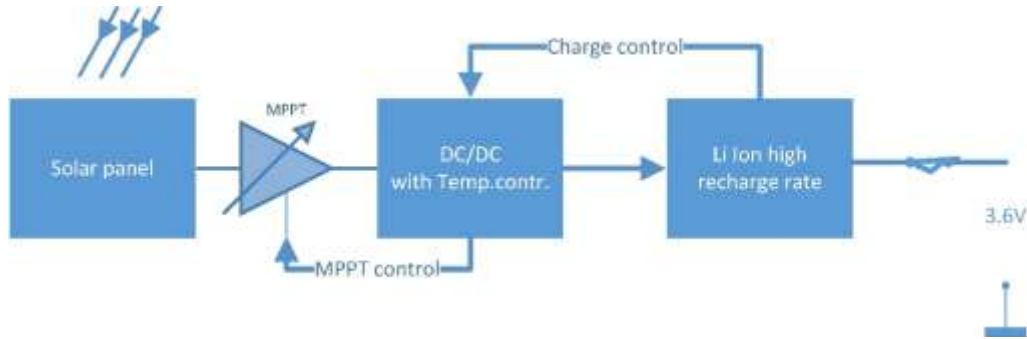 Charge control
MPPT
Solar panel
DC/DC
with Temp.contr.
Li Ion high
recharge rate
3.6V
MPPT control